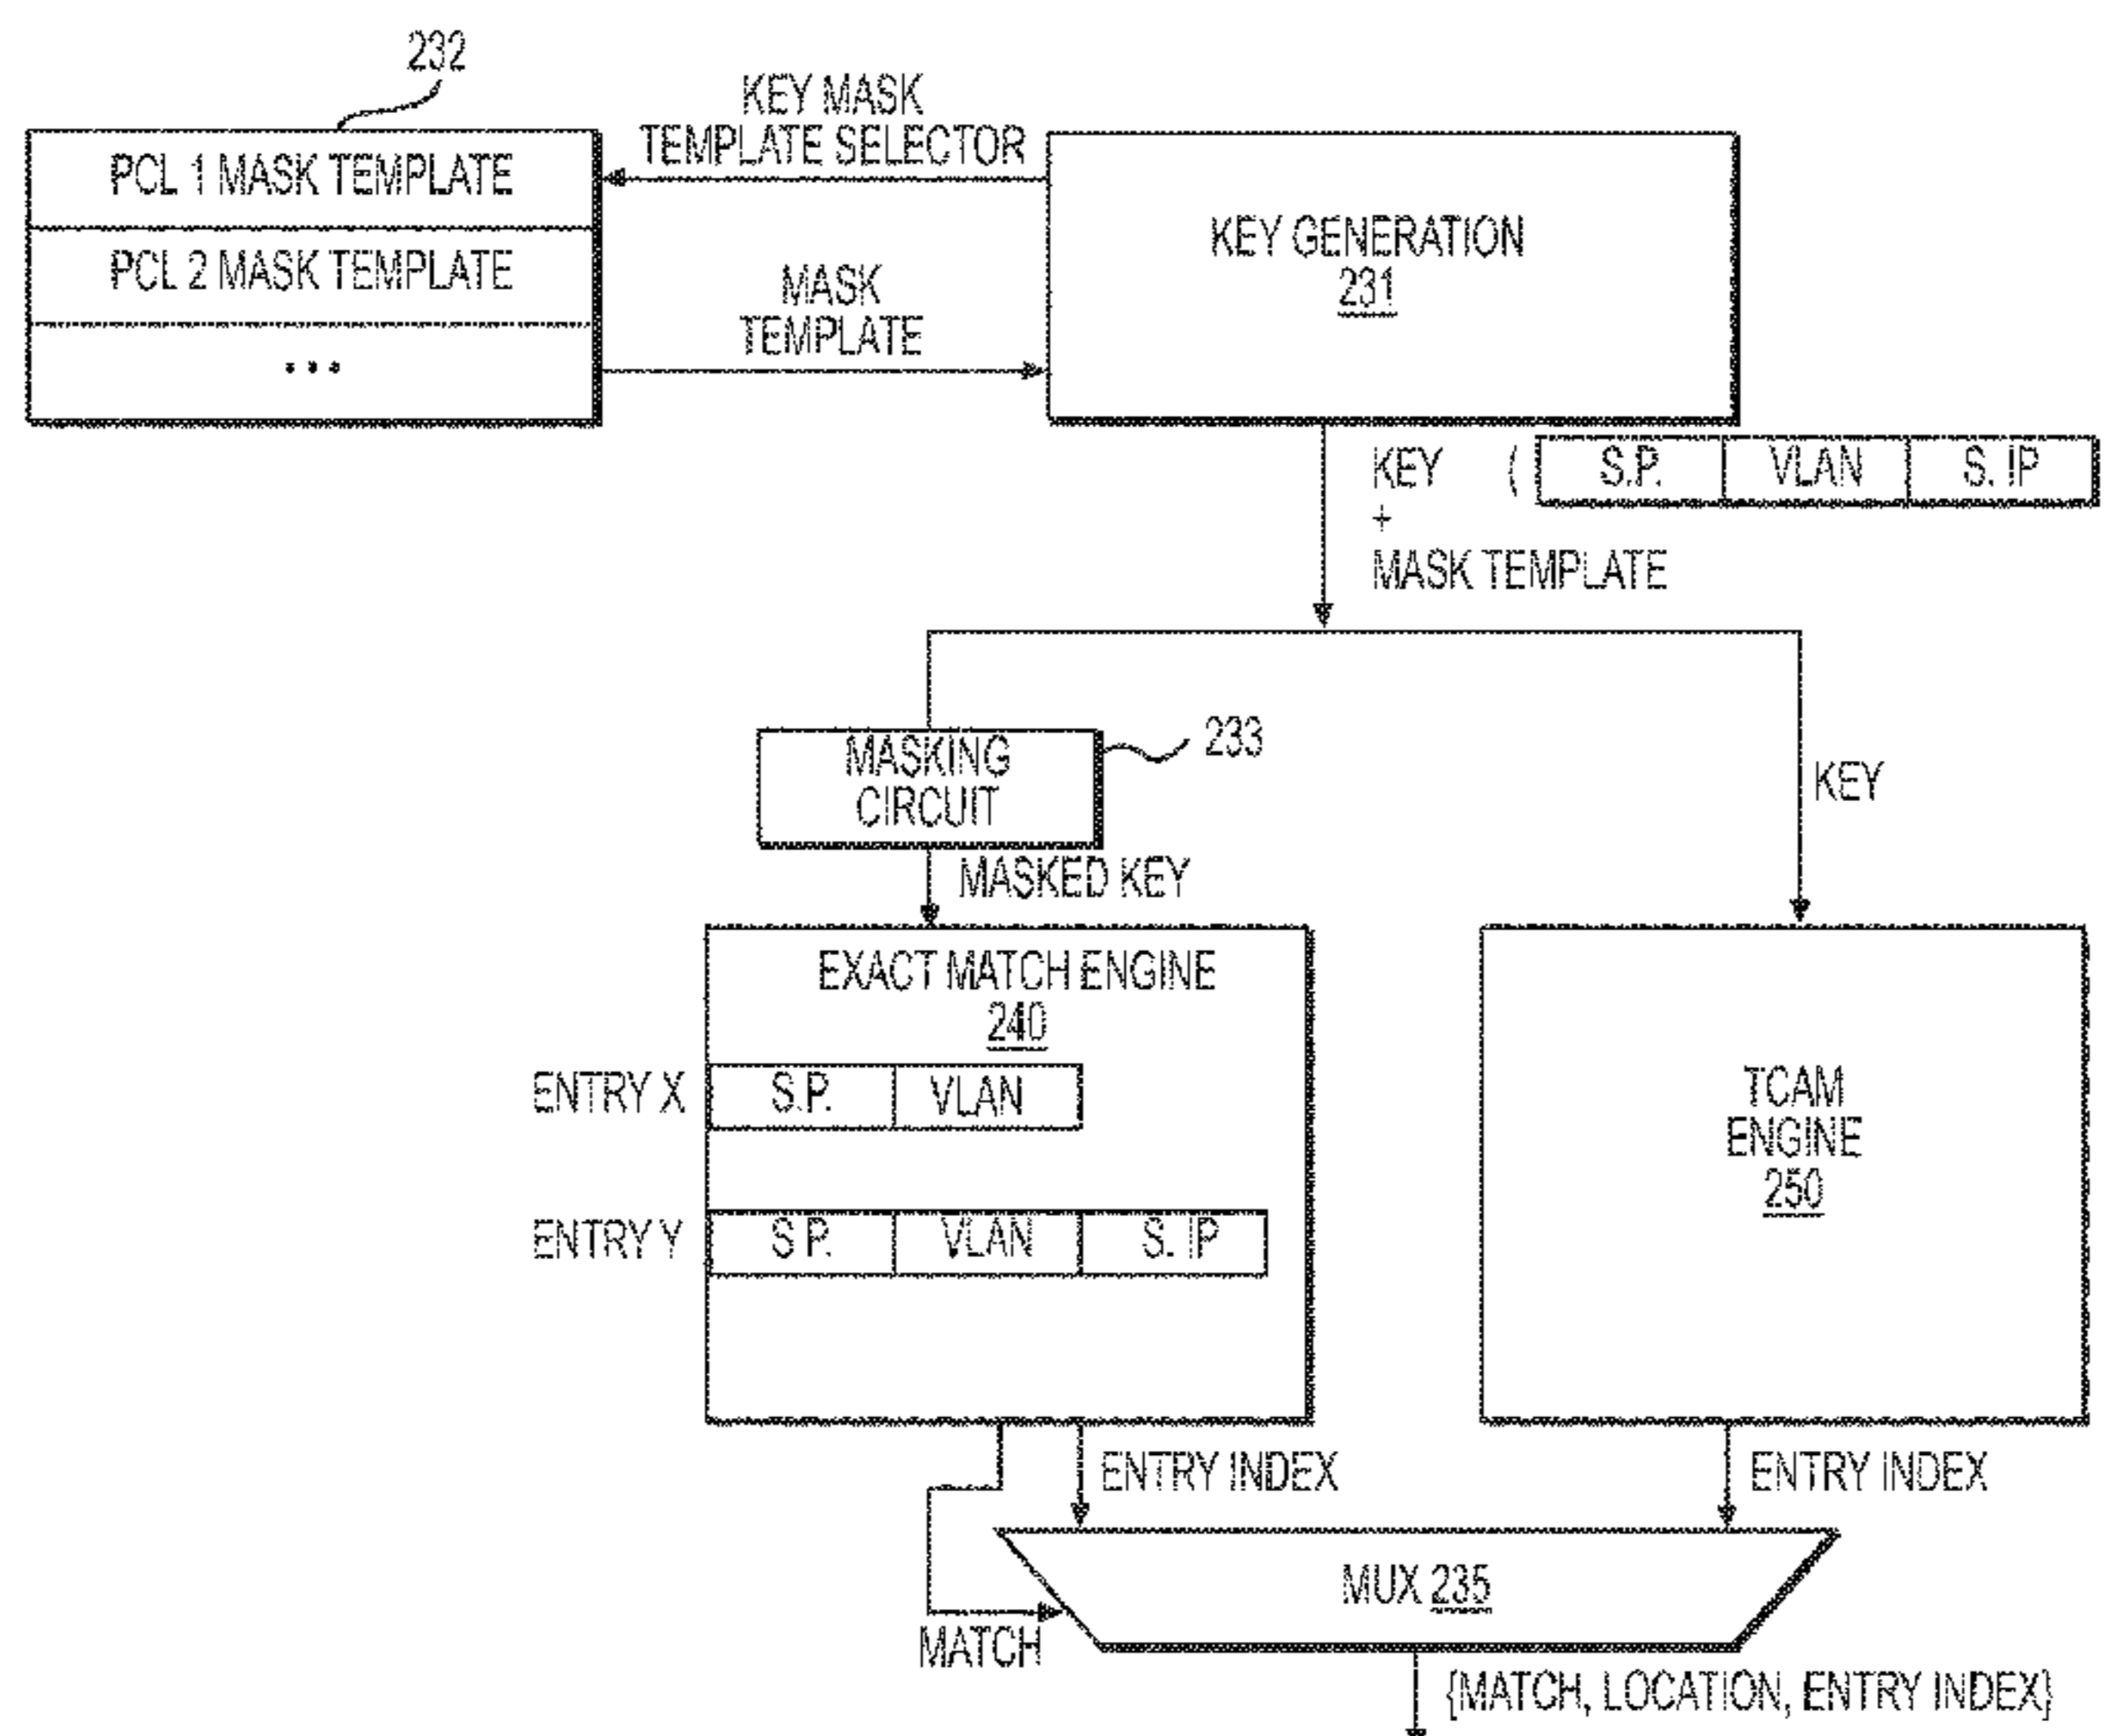 232
KEY MASK
TEMPLATE SELECTOR
PCL 1 MASK TEMPLATE
PCL 2 MASK TEMPLATE
• • •
MASK
TEMPLATE
KEY GENERATION
231
KEY ( S.P. VLAN S. IP
+
MASK TEMPLATE
MASKING
CIRCUIT
233
KEY
MASKED KEY
EXACT MATCH ENGINE
240
ENTRY X S.P. VLAN
ENTRY Y S P. VLAN S. IP
TCAM
ENGINE
250
ENTRY INDEX
ENTRY INDEX
MUX 235
MATCH
{MATCH, LOCATION, ENTRY INDEX}